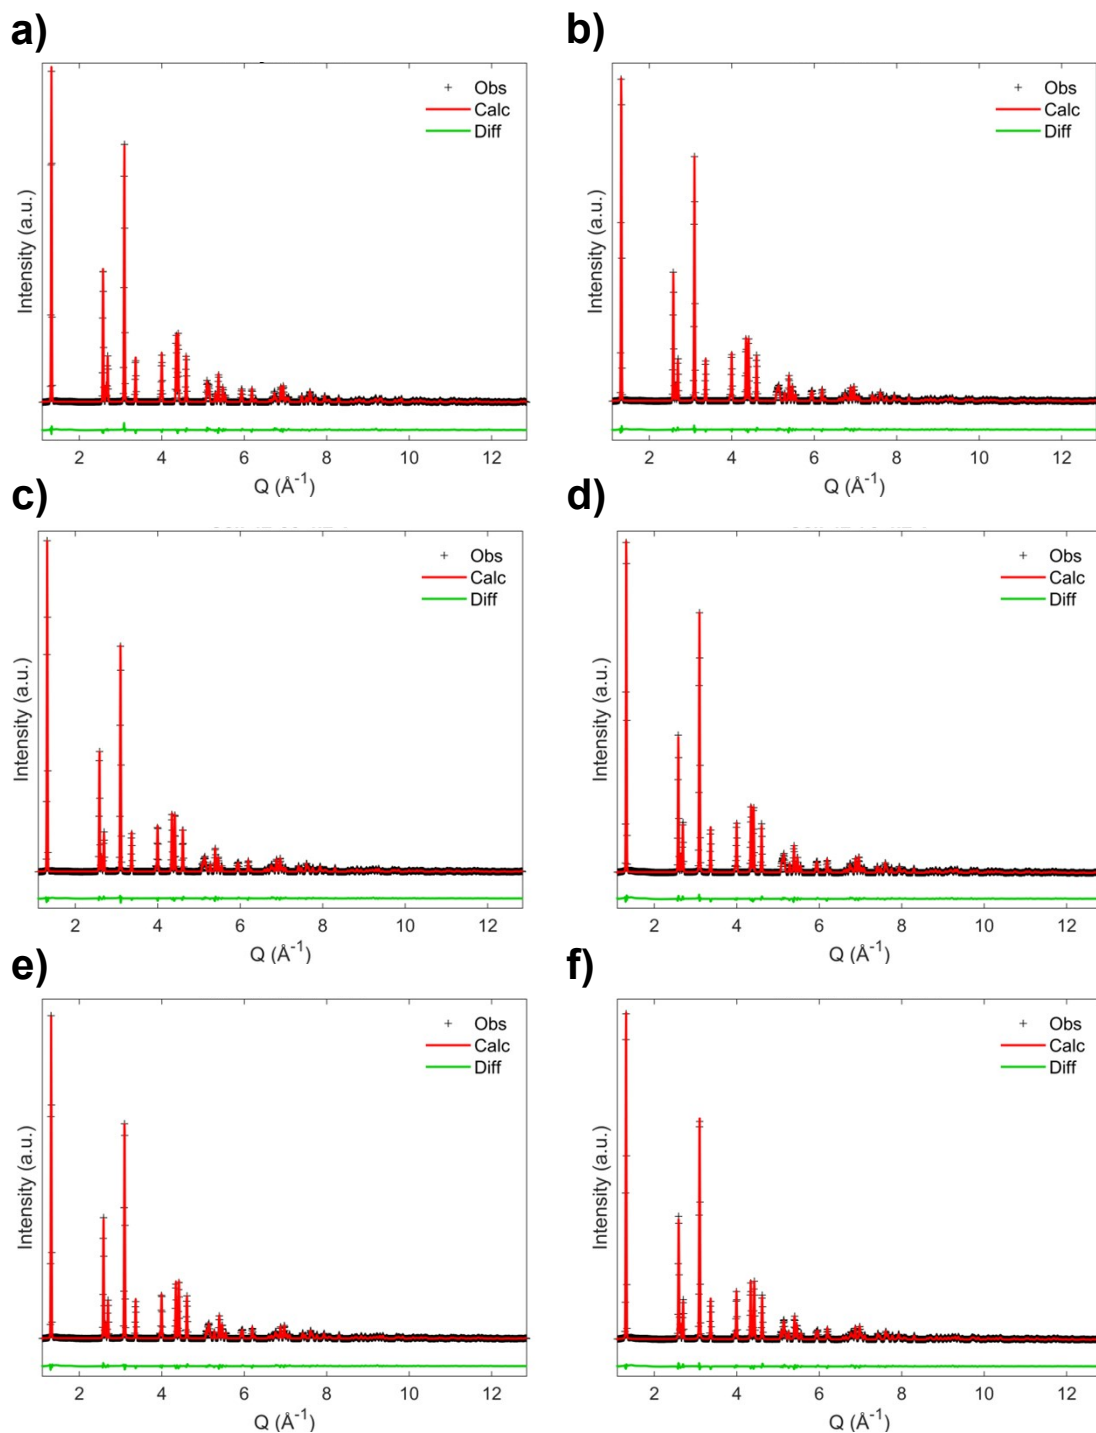 a)
Obs
Calc
Diff
Intensity (a.u.)
2 4 6 8 10 12
Q (Å⁻¹)
b)
Obs
Calc
Diff
Intensity (a.u.)
2 4 6 8 10 12
Q (Å⁻¹)
c)
Obs
Calc
Diff
Intensity (a.u.)
2 4 6 8 10 12
Q (Å⁻¹)
d)
Obs
Calc
Diff
Intensity (a.u.)
2 4 6 8 10 12
Q (Å⁻¹)
e)
Obs
Calc
Diff
Intensity (a.u.)
2 4 6 8 10 12
Q (Å⁻¹)
f)
Obs
Calc
Diff
Intensity (a.u.)
2 4 6 8 10 12
Q (Å⁻¹)